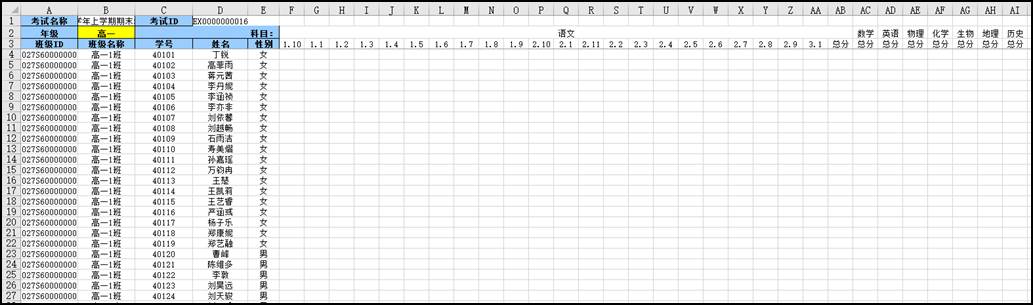 A B C D E F G H I J K L M N O P Q R S T U V W X Y Z AA AB AC AD AE AF AG AH AI
1 考试名称 年上学期期末 考试ID EX0000000016
2 年级 高一 科目: 语文 数学 英语 物理 化学 生物 地理 历史
3 班级ID 班级名称 学号 姓名 性别 1.10 1.1 1.2 1.3 1.4 1.5 1.6 1.7 1.8 1.9 2.10 2.1 2.11 2.2 2.3 2.4 2.5 2.6 2.7 2.8 2.9 3.1 总分 总分 总分 总分 总分 总分 总分 总分
4 027S60000000 高一1班 40101 丁锐 女
5 027S60000000 高一1班 40102 高菲雨 女
6 027S60000000 高一1班 40103 蒋元茜 女
7 027S60000000 高一1班 40104 李丹妮 女
8 027S60000000 高一1班 40105 李涵祯 女
9 027S60000000 高一1班 40106 李亦非 女
10 027S60000000 高一1班 40107 刘依馨 女
11 027S60000000 高一1班 40108 刘越畅 女
12 027S60000000 高一1班 40109 石雨洁 女
13 027S60000000 高一1班 40110 寿美熠 女
14 027S60000000 高一1班 40111 孙嘉瑶 女
15 027S60000000 高一1班 40112 万钧冉 女
16 027S60000000 高一1班 40113 王楚 女
17 027S60000000 高一1班 40114 王凯莉 女
18 027S60000000 高一1班 40115 王艺睿 女
19 027S60000000 高一1班 40116 严涵彧 女
20 027S60000000 高一1班 40117 杨子乐 女
21 027S60000000 高一1班 40118 郑康妮 女
22 027S60000000 高一1班 40119 郑艺融 女
23 027S60000000 高一1班 40120 曹峰 男
24 027S60000000 高一1班 40121 陈维多 男
25 027S60000000 高一1班 40122 李敦 男
26 027S60000000 高一1班 40123 刘昊远 男
27 027S60000000 高一1班 40124 刘天骏 男